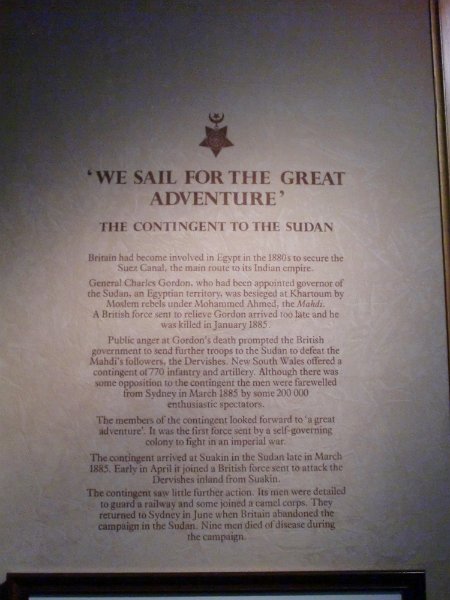 'WE SAIL FOR THE GREAT
ADVENTURE'
THE CONTINGENT TO THE SUDAN
Britain had become involved in Egypt in the 1880s to secure the
Suez Canal, the main route to its Indian empire.
General Charles Gordon, who had been appointed governor of
the Sudan, an Egyptian territory, was besieged at Khartoum by
Moslem rebels under Mohammed Ahmed, the Mahdi.
A British force sent to relieve Gordon arrived too late and he
was killed in January 1885.
Public anger at Gordon's death prompted the British
government to send further troops to the Sudan to defeat the
Mahdi's followers, the Dervishes. New South Wales offered a
contingent of 770 infantry and artillery. Although there was
some opposition to the contingent the men were farewelled
from Sydney in March 1885 by some 200 000
enthusiastic spectators.
The members of the contingent looked forward to 'a great
adventure'. It was the first force sent by a self-governing
colony to fight in an imperial war.
The contingent arrived at Suakin in the Sudan late in March
1885. Early in April it joined a British force sent to attack the
Dervishes inland from Suakin.
The contingent saw little further action. Its men were detailed
to guard a railway and some joined a camel corps. They
returned to Sydney in June when Britain abandoned the
campaign in the Sudan. Nine men died of disease during
the campaign.